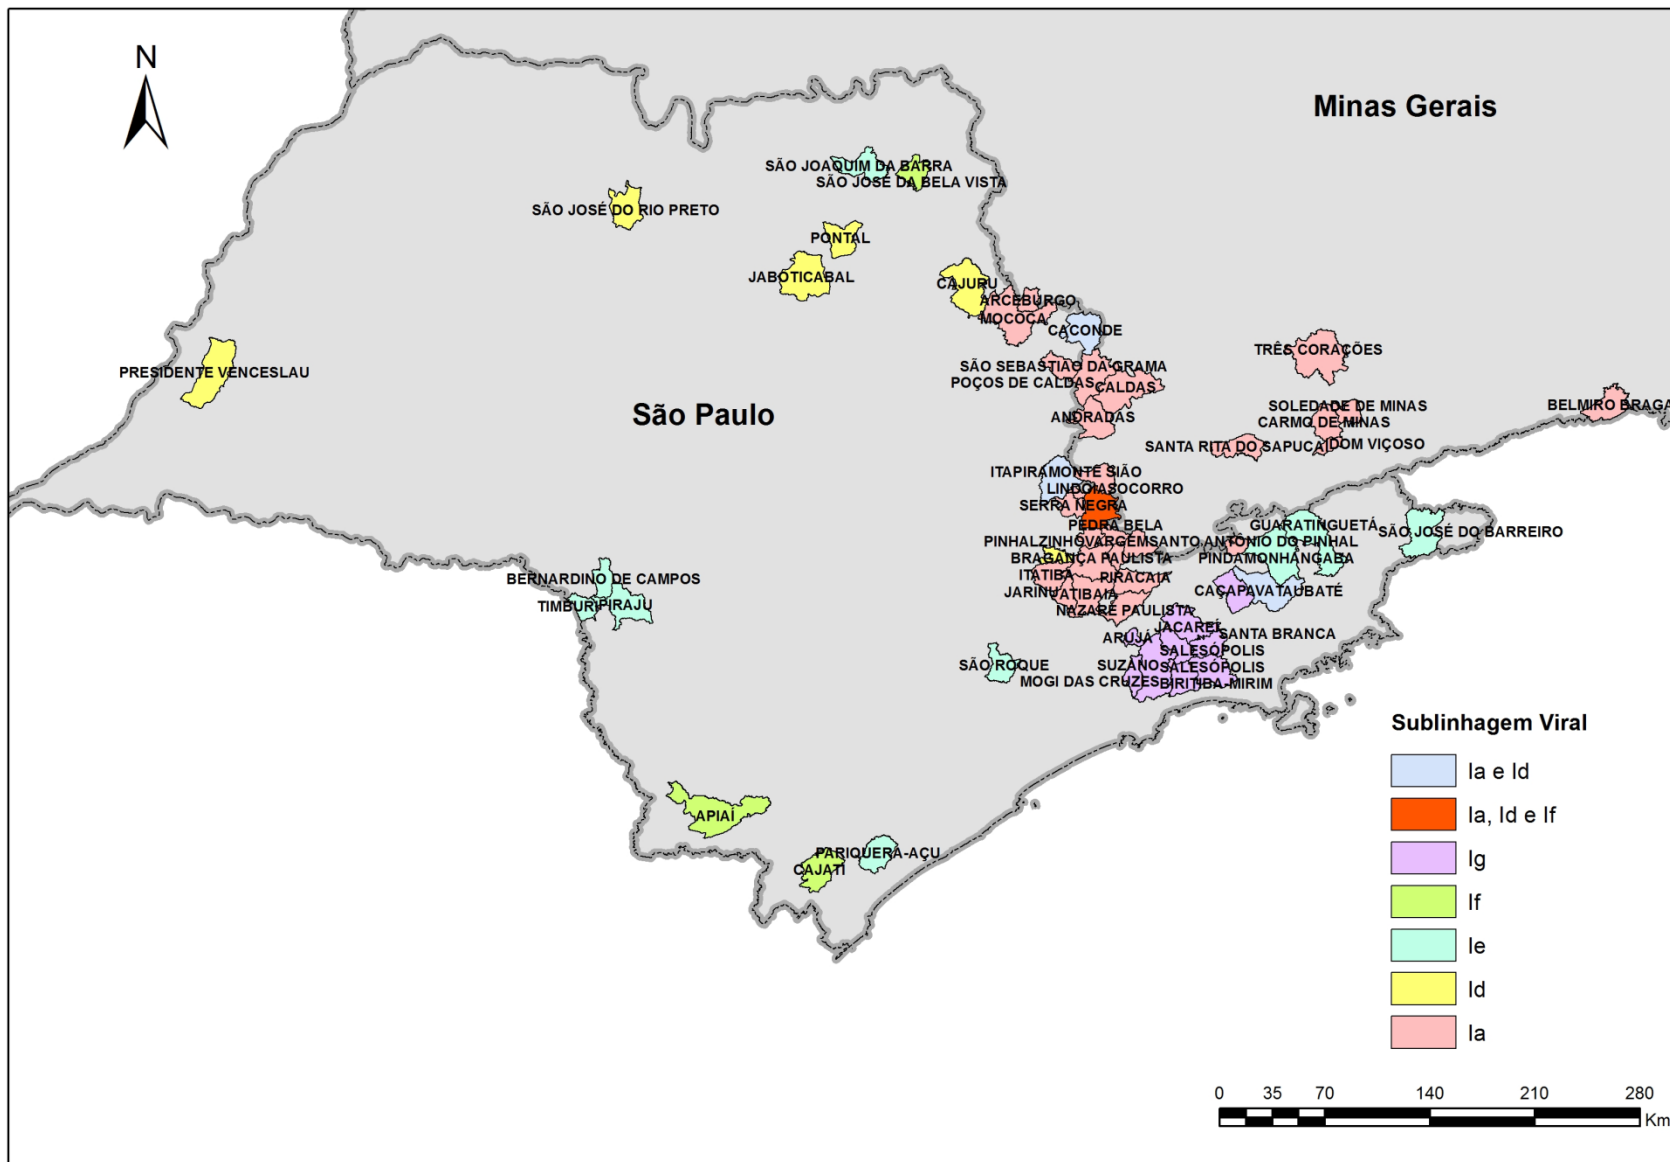 N
Minas Gerais
SÃO JOAQUIM DA BARRA
SÃO JOSÉ DA BELA VISTA
SÃO JOSÉ DO RIO PRETO
PONTAL
JABOTICABAL
CAJURU
ARCEBURGO
MOCOCA
CACONDE
TRÊS CORAÇÕES
SÃO SEBASTIÃO DA GRAMA
PRESIDENTE VENCESLAU
POÇOS DE CALDAS
CALDAS
São Paulo
ANDRADAS
SOLEDADE DE MINAS
BELMIRO BRAGA
CARMO DE MINAS
SANTA RITA DO SAPUCAÍ
DOM VIÇOSO
ITAPIRA
MONTE SIÃO
LINDOIA
SOCORRO
SERRA NEGRA
PEDRA BELA
GUARATINGUETÁ
SÃO JOSÉ DO BARREIRO
PINHALZINHO
VARGEM
SANTO ANTÔNIO DO PINHAL
BRAGANÇA PAULISTA
PINDAMONHANGABA
ITATIBA
PIRACAIA
BERNARDINO DE CAMPOS
JARINU
ATIBAIA
CAÇAPAVA
TAUBATÉ
TIMBURI
PIRAJU
NAZARÉ PAULISTA
JACAREÍ
ARUJÁ
SANTA BRANCA
SALESÓPOLIS
SÃO ROQUE
SUZANO
SALESÓPOLIS
MOGI DAS CRUZES
BIRITIBA-MIRIM
APIAÍ
PARIQUERA-AÇU
CAJATI
Sublinhagem Viral
Ia e Id
Ia, Id e If
Ig
If
Ie
Id
Ia
0 35 70 140 210 280
Km